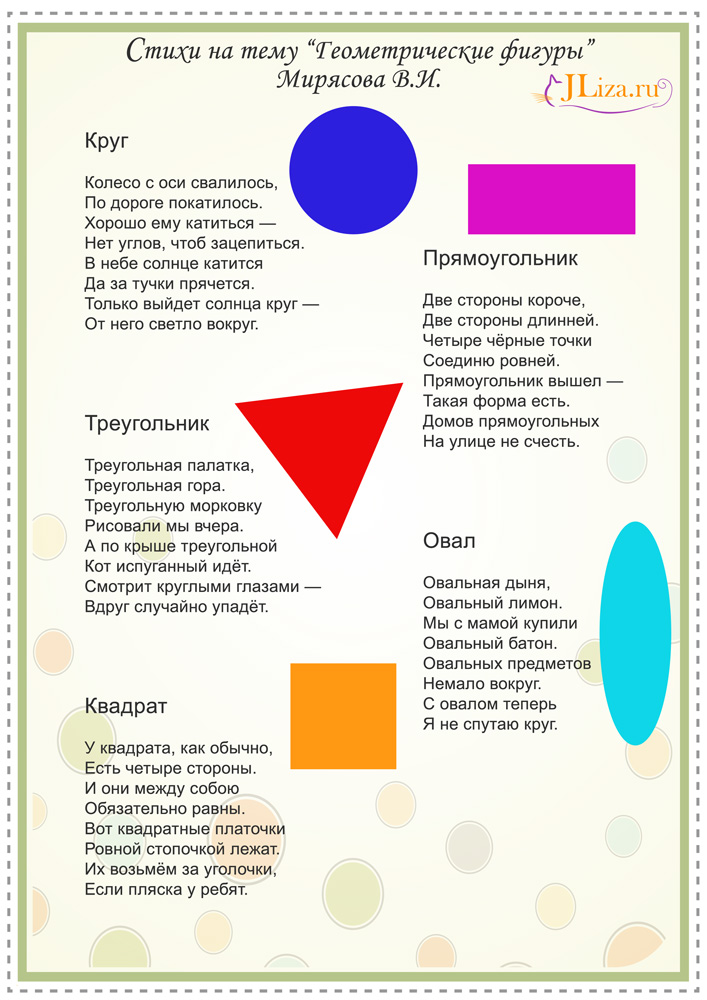 Стихи на тему “Геометрические фигуры”
Мирясова В.И.
JLiza.ru
Круг
Колесо с оси свалилось,
По дороге покатилось.
Хорошо ему катиться —
Нет углов, чтоб зацепиться.
В небе солнце катится
Да за тучки прячется.
Только выйдет солнца круг —
От него светло вокруг.
Прямоугольник
Две стороны короче,
Две стороны длинней.
Четыре чёрные точки
Соединю ровней.
Прямоугольник вышел —
Такая форма есть.
Домов прямоугольных
На улице не счесть.
Треугольник
Треугольная палатка,
Треугольная гора.
Треугольную морковку
Рисовали мы вчера.
А по крыше треугольной
Кот испуганный идёт.
Смотрит круглыми глазами —
Вдруг случайно упадёт.
Овал
Овальная дыня,
Овальный лимон.
Мы с мамой купили
Овальный батон.
Овальных предметов
Немало вокруг.
С овалом теперь
Я не спутаю круг.
Квадрат
У квадрата, как обычно,
Есть четыре стороны.
И они между собою
Обязательно равны.
Вот квадратные платочки
Ровной стопочкой лежат.
Их возьмём за уголочки,
Если пляска у ребят.